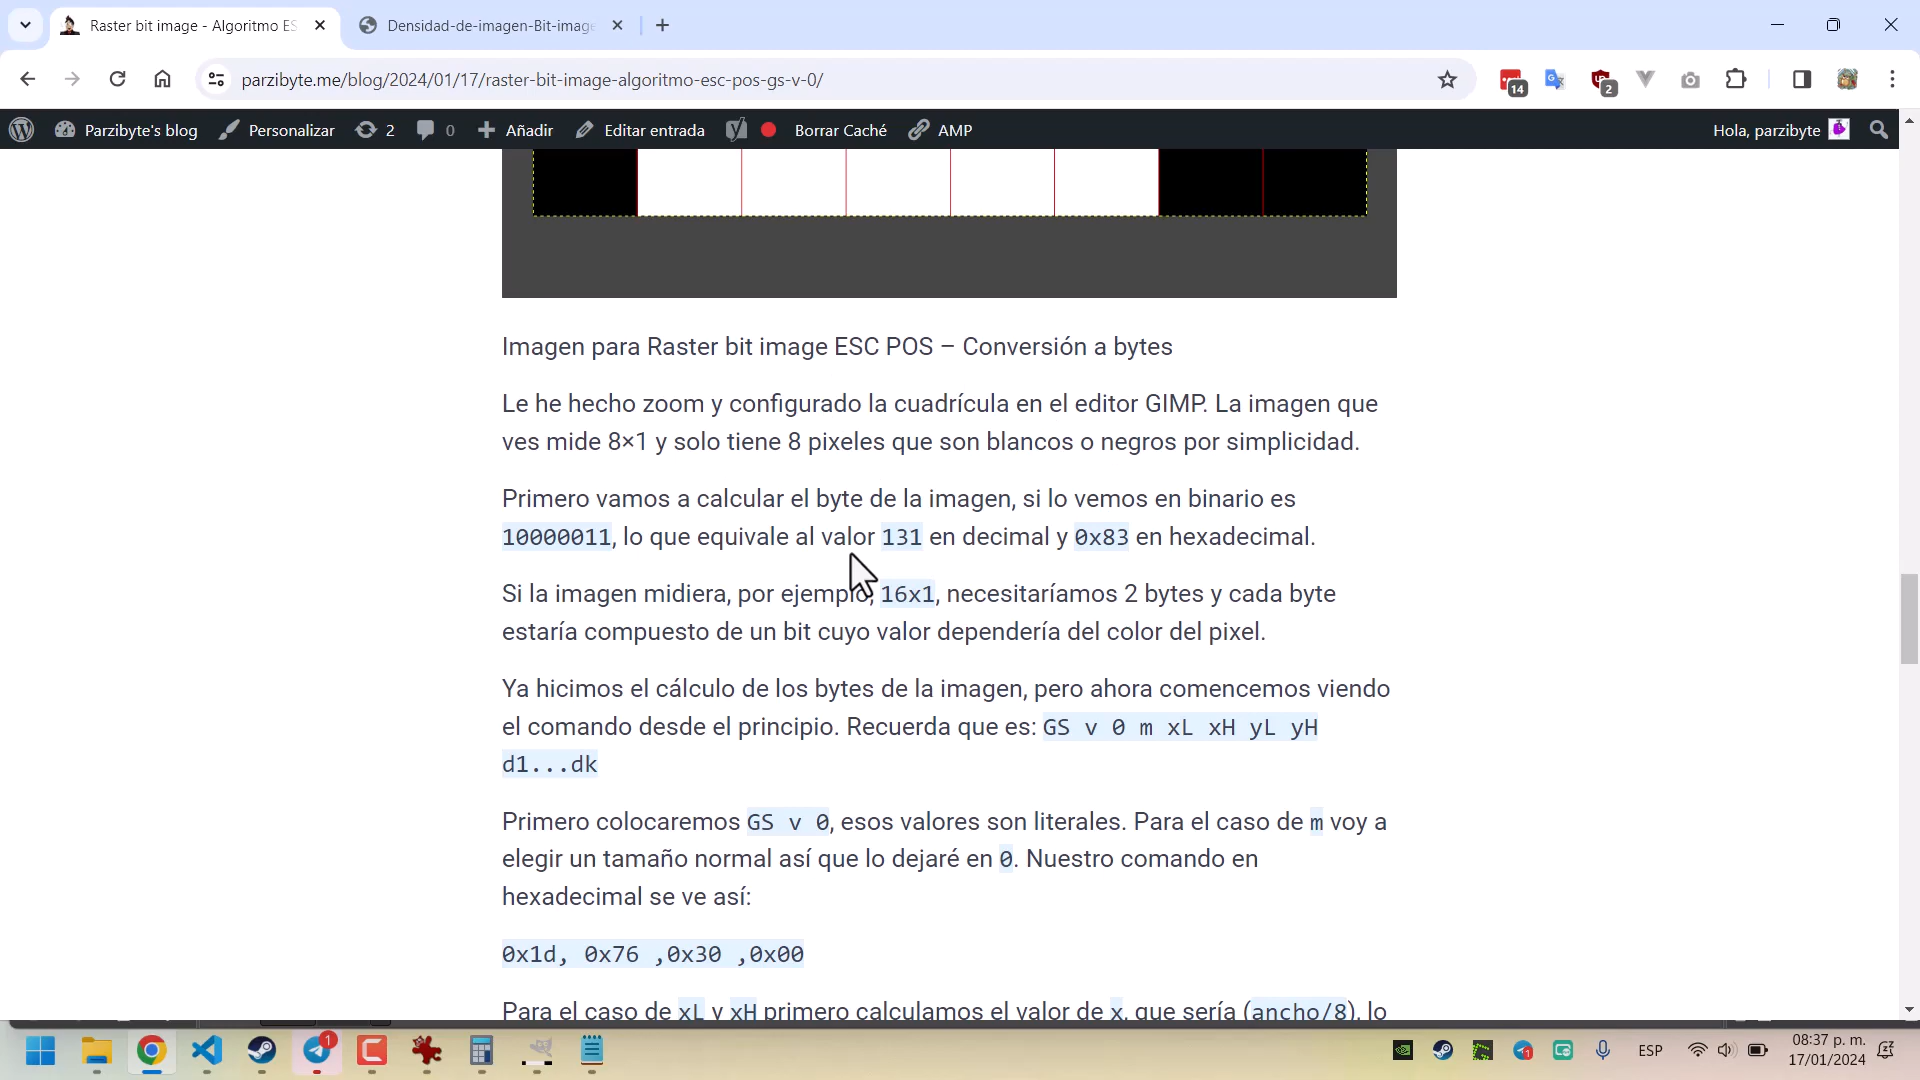 Raster bit image - Algoritmo ES
Densidad-de-imagen-Bit-image
parzibyte.me/blog/2024/01/17/raster-bit-image-algoritmo-esc-pos-gs-v-0/
14
2
Parzibyte's blog
Personalizar
2
0
Añadir
Editar entrada
Borrar Caché
AMP
Hola, parzibyte
Imagen para Raster bit image ESC POS – Conversión a bytes
Le he hecho zoom y configurado la cuadrícula en el editor GIMP. La imagen que
ves mide 8×1 y solo tiene 8 pixeles que son blancos o negros por simplicidad.
Primero vamos a calcular el byte de la imagen, si lo vemos en binario es
10000011, lo que equivale al valor 131 en decimal y 0x83 en hexadecimal.
Si la imagen midiera, por ejemplo, 16x1, necesitaríamos 2 bytes y cada byte
estaría compuesto de un bit cuyo valor dependería del color del pixel.
Ya hicimos el cálculo de los bytes de la imagen, pero ahora comencemos viendo
el comando desde el principio. Recuerda que es: GS v 0 m xL xH yL yH
d1...dk
Primero colocaremos GS v 0, esos valores son literales. Para el caso de m voy a
elegir un tamaño normal así que lo dejaré en 0. Nuestro comando en
hexadecimal se ve así:
0x1d, 0x76 ,0x30 ,0x00
Para el caso de xL y xH primero calculamos el valor de x, que sería (ancho/8), lo
1
ESP
08:37 p. m.
17/01/2024